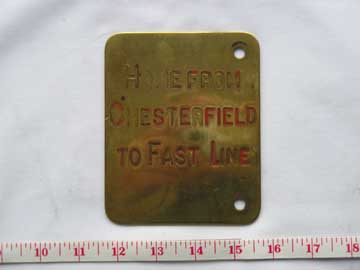 HOME FROM
CHESTERFIELD
TO FAST LINE
10 11 12 13 14 15 16 17 18